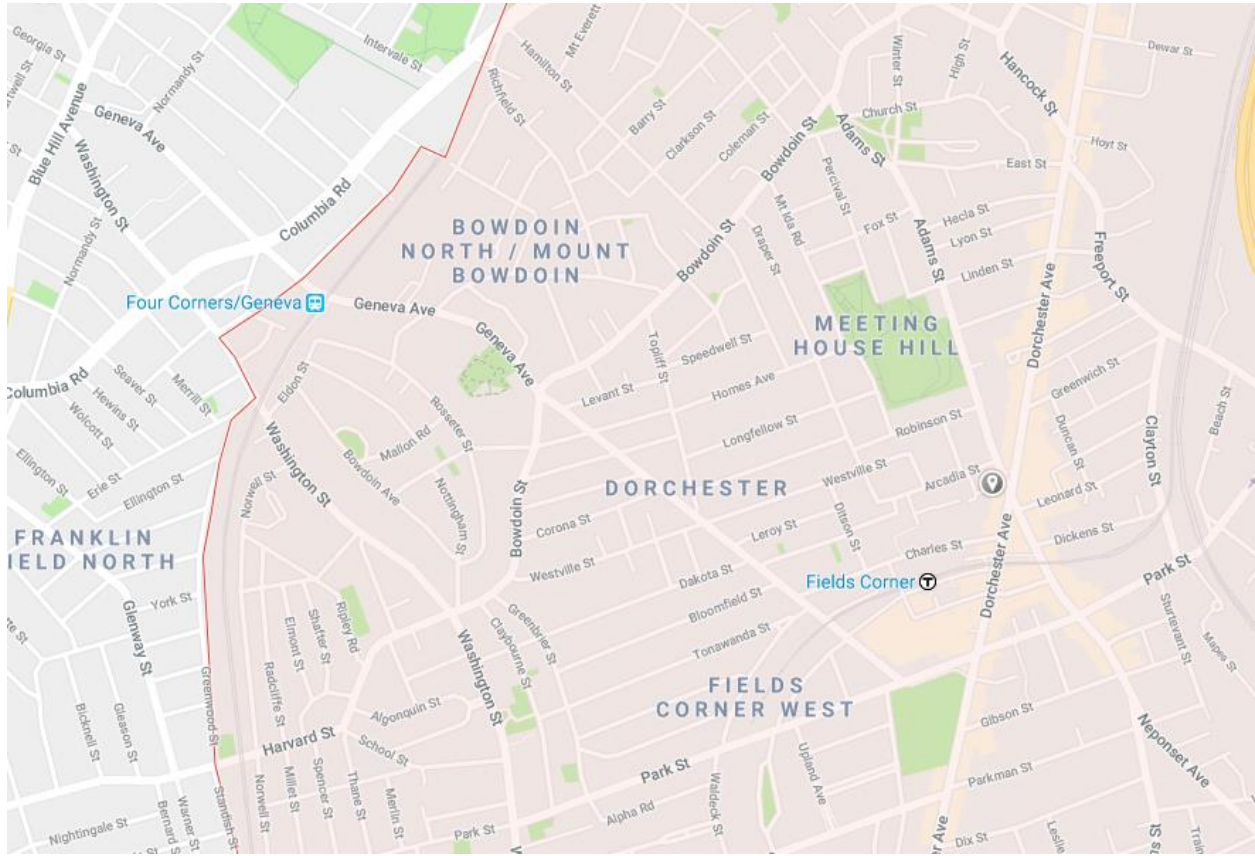 Georgia St
Normandy St
Intervale St
Mt Everett
Hamilton St
Richfield St
Winter St
High St
Dewar St
Hancock St
Blue Hill Avenue
Geneva Ave
Washington St
Barry St
Clarkson St
Coleman St
Church St
Adams St
Hoyt St
East St
Columbia Rd
Bowdoin St
Percival St
Mt Ida Rd
Fox St
Hecla St
Lyon St
Linden St
Normandy St
BOWDOIN
NORTH / MOUNT
BOWDOIN
Draper St
Bowdoin St
Adams St
Freeport St
Four Corners/Geneva
Geneva Ave
Geneva Ave
MEETING
HOUSE HILL
Dorchester Ave
Columbia Rd
Seaver St
Merrill St
Hewins St
Wolcott St
Eldon St
Topliff St
Speedwell St
Levant St
Homes Ave
Greenwich St
Rosseter St
Longfellow St
Robinson St
Duncan St
Clayton St
Beach St
Mallon Rd
Bowdoin Ave
Washington St
Ellington St
Erie St
Ellington St
Norwell St
Nottingham St
DORCHESTER
Westville St
Arcadia St
Leonard St
Bowdoin St
Corona St
Ditson St
Leroy St
Charles St
Dickens St
Dorchester Ave
FRANKLIN
IELD NORTH
Westville St
Dakota St
Fields Corner
Park St
York St
Glenway St
Ripley Rd
Shafter St
Elmont St
Radcliffe St
Greenbrier St
Claybourne St
Washington St
Bloomfield St
Tonawanda St
Sturtevant St
Mapes St
FIELDS
CORNER WEST
Greenwood St
Algonquin St
Gibson St
Bicknell St
Gleason St
Harvard St
School St
Park St
Upland Ave
Neponset Ave
Norwell St
Millet St
Spencer St
Thane St
Merlin St
Waldeck St
Parkman St
Standish St
Warner St
Bernard St
Nightingale St
Park St
Alpha Rd
Dix St